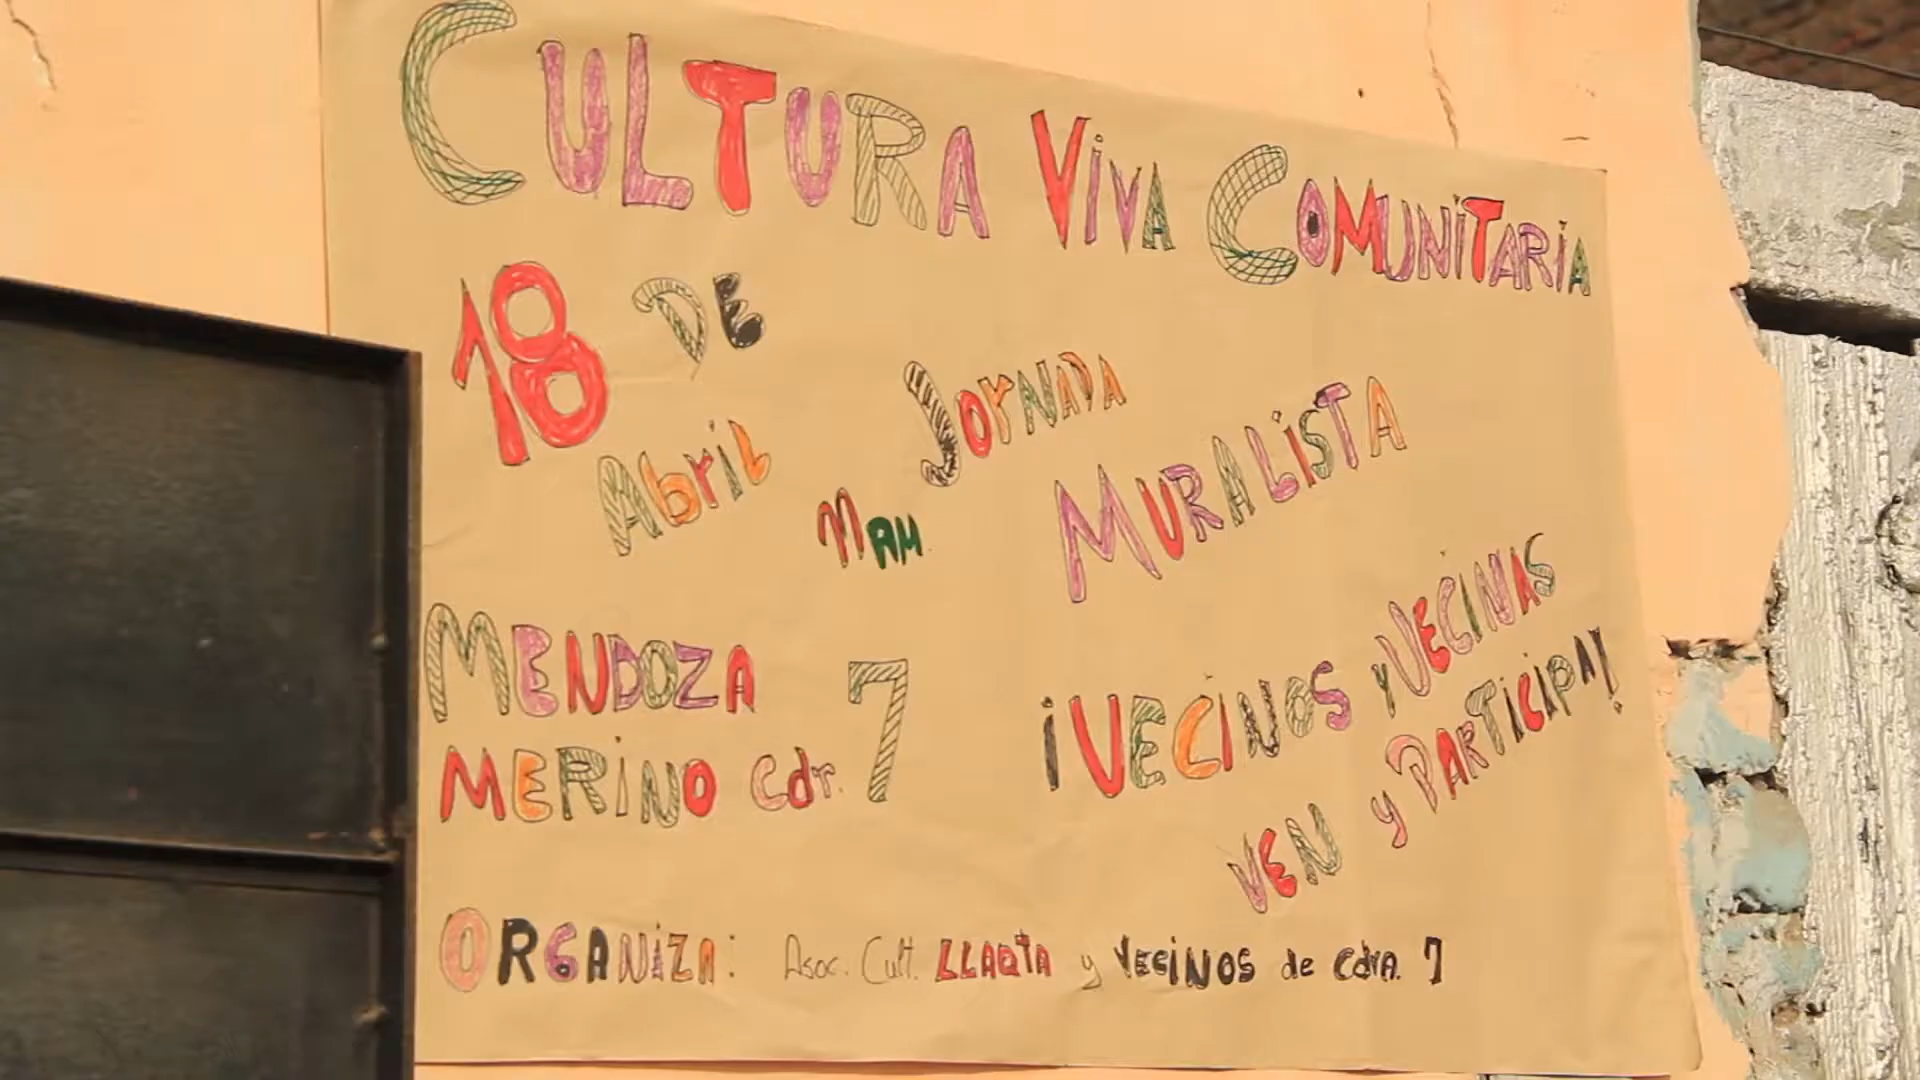 CULTURA VIVA COMUNITARIA
18 DE
Abril
JORNADA
MURALISTA
MENDOZA
MERINO Cdr. 7
¡VECINOS Y VECINAS
VEN y PARTICIPA!
ORGANIZA: Asoc. Cult. LLAQTA y VECINOS de Cdra. 7